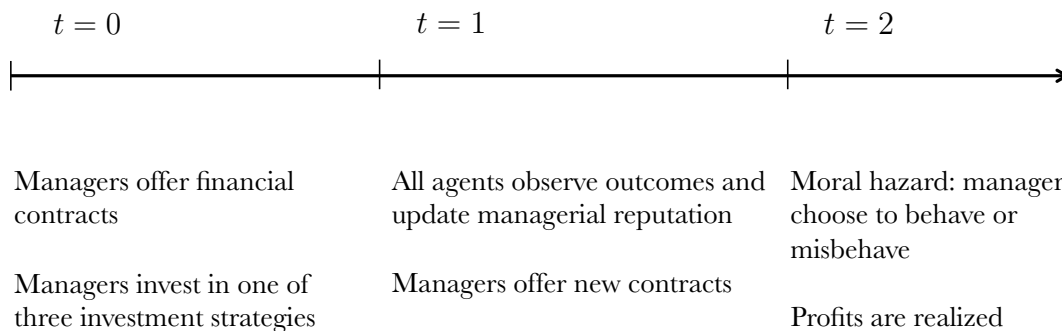 t = 0
t = 1
t = 2
Managers offer financial
contracts
Managers invest in one of
three investment strategies
All agents observe outcomes and
update managerial reputation
Managers offer new contracts
Moral hazard: manager
choose to behave or
misbehave
Profits are realized